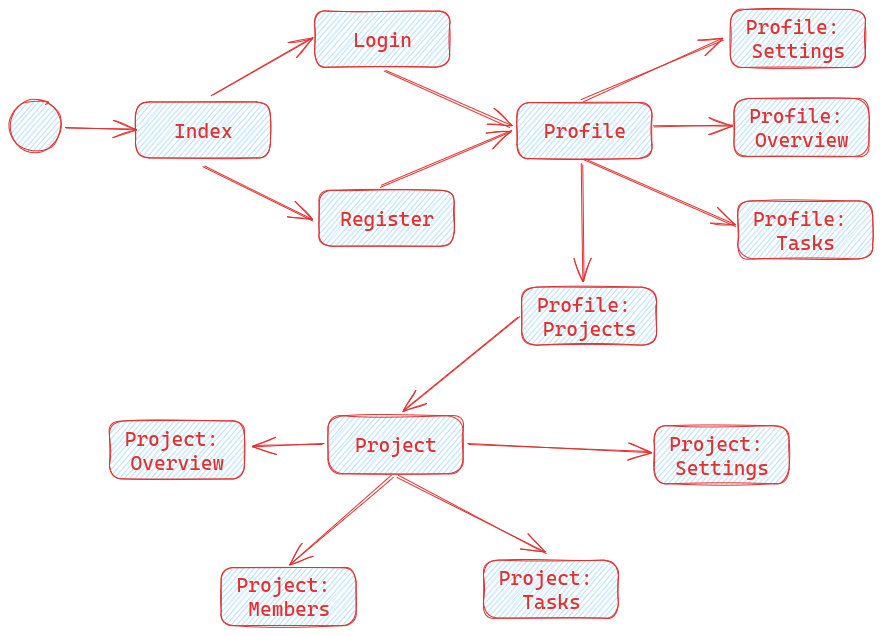 Login
Profile:
Settings
Index
Profile
Profile:
Overview
Register
Profile:
Tasks
Profile:
Projects
Project:
Overview
Project
Project:
Settings
Project:
Members
Project:
Tasks